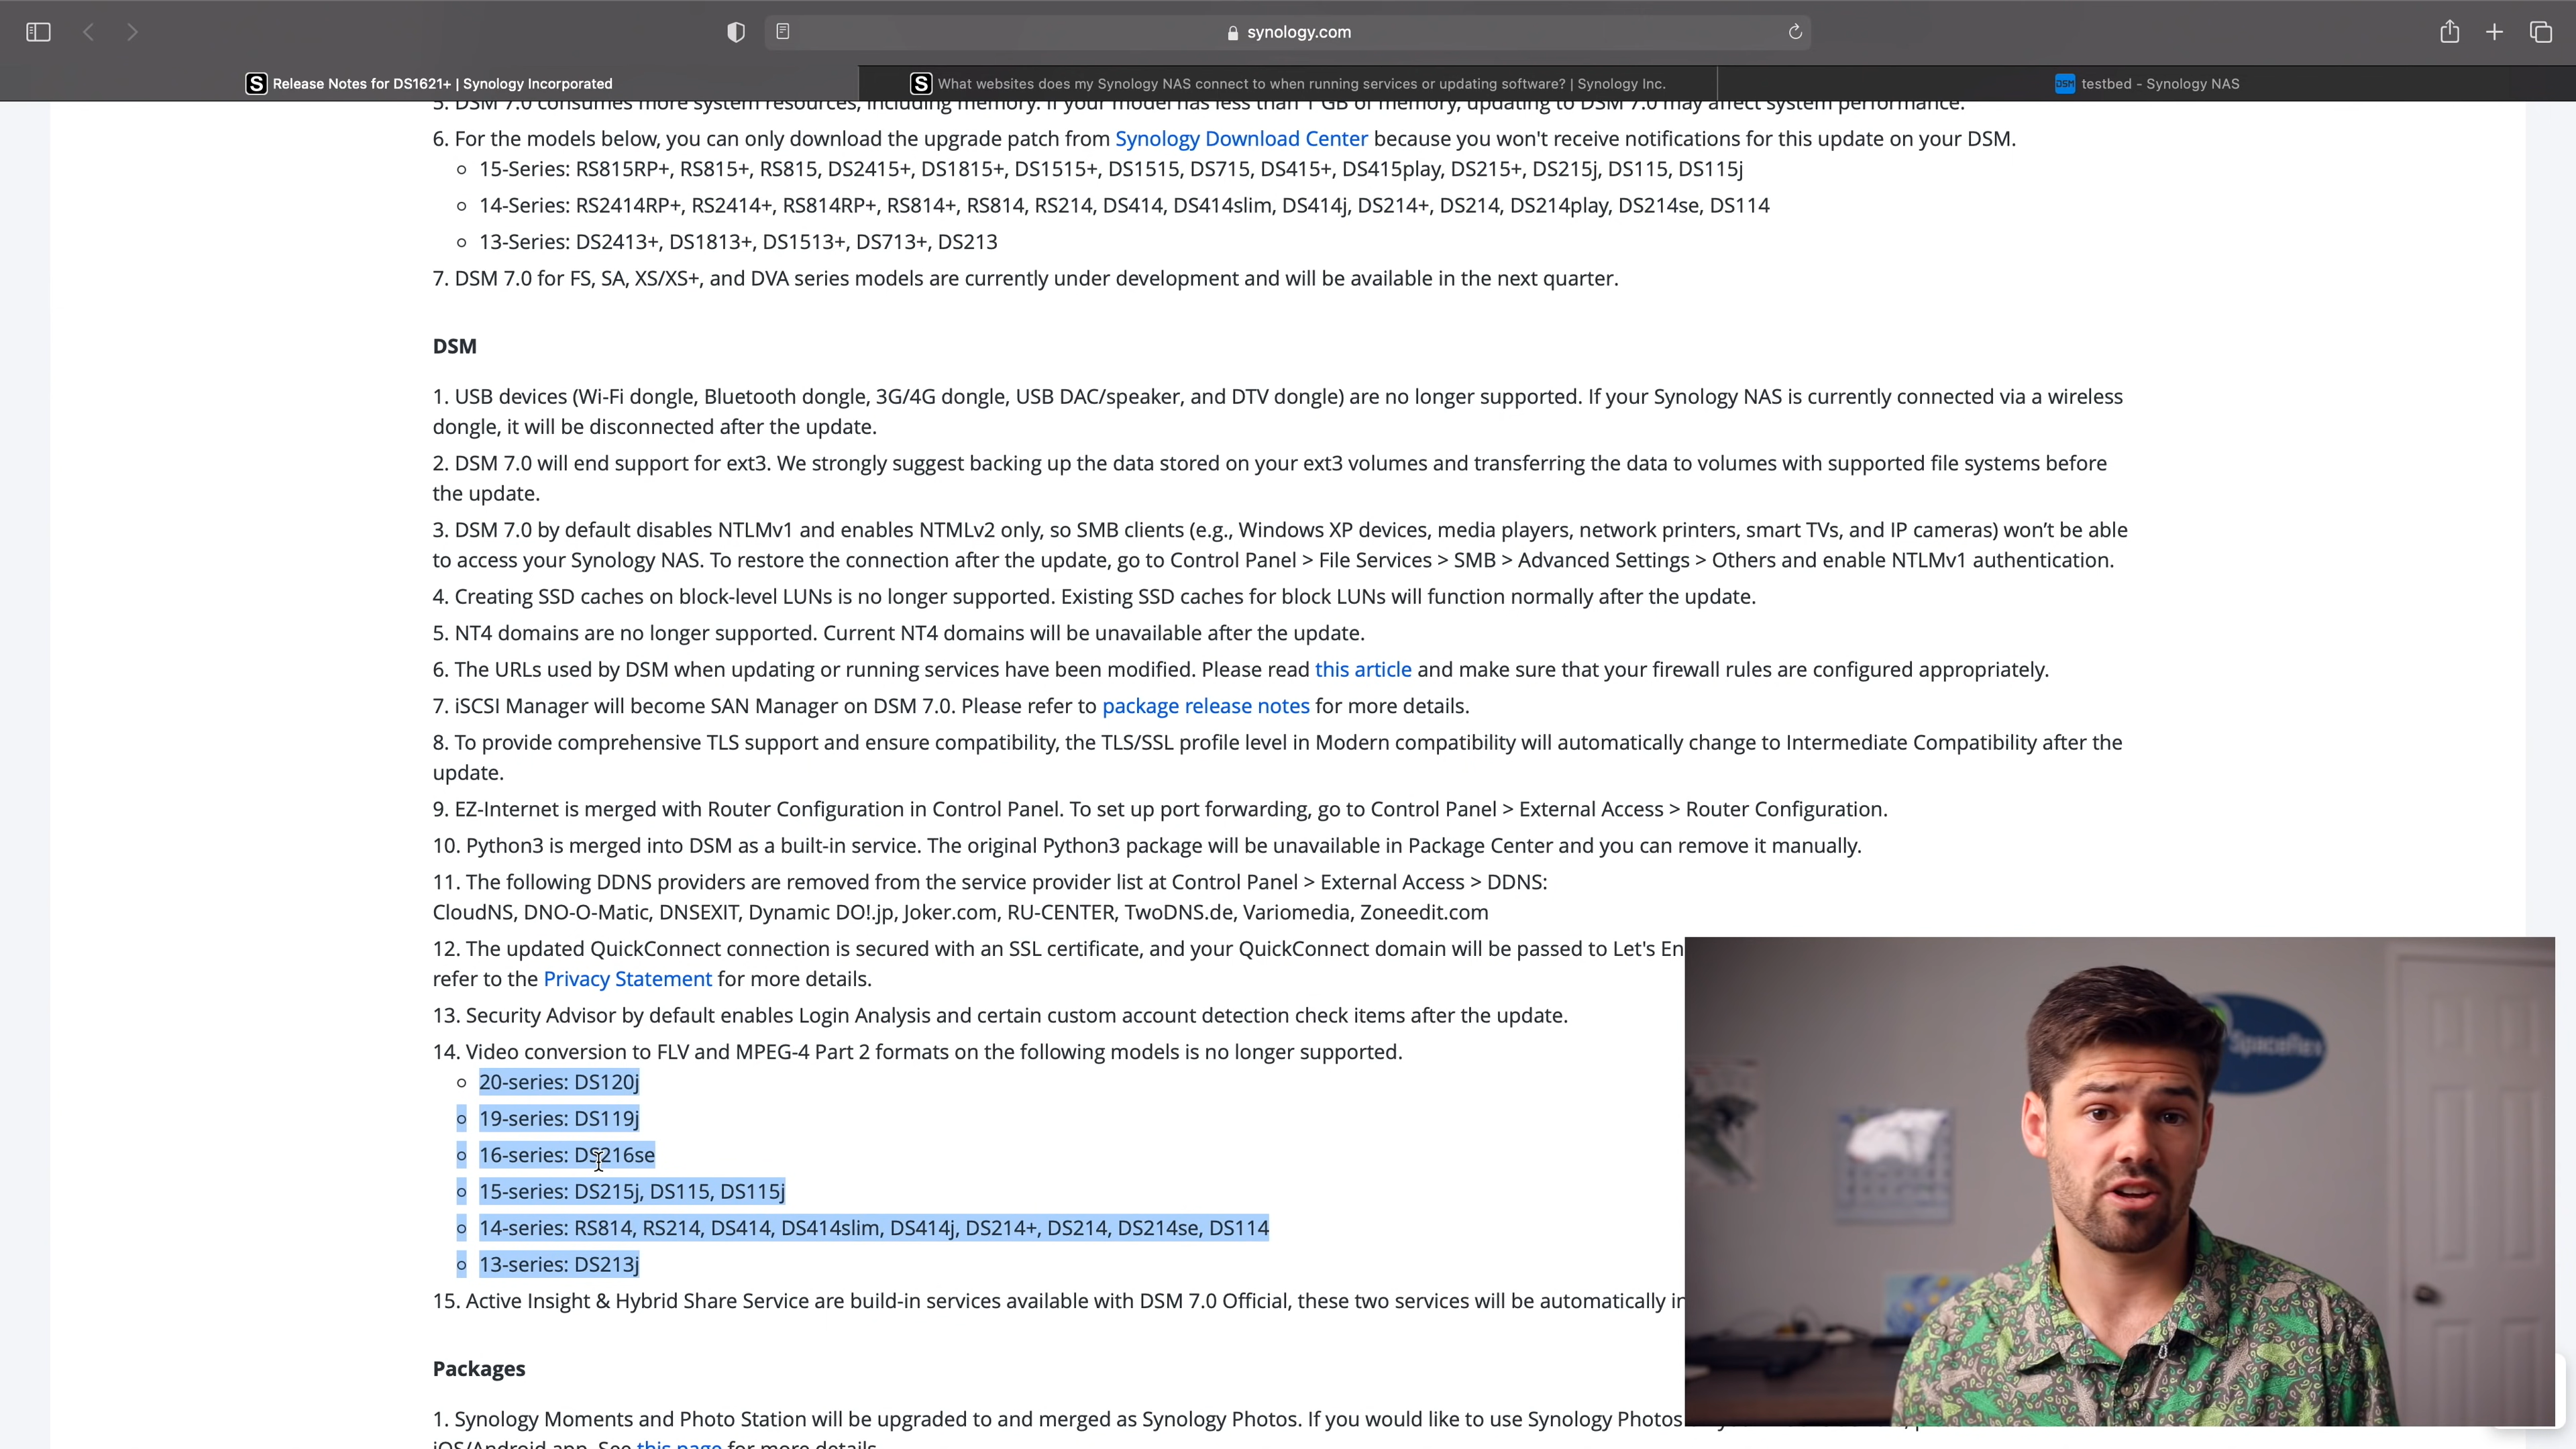 synology.com
Release Notes for DS1621+ | Synology Incorporated
What websites does my Synology NAS connect to when running services or updating software? | Synology Inc.
DSM testbed - Synology NAS
5. DSM 7.0 consumes more system resources, including memory. If your model has less than 1 GB of memory, updating to DSM 7.0 may affect system performance.
6. For the models below, you can only download the upgrade patch from Synology Download Center because you won't receive notifications for this update on your DSM.
15-Series: RS815RP+, RS815+, RS815, DS2415+, DS1815+, DS1515+, DS1515, DS715, DS415+, DS415play, DS215+, DS215j, DS115, DS115j
14-Series: RS2414RP+, RS2414+, RS814RP+, RS814+, RS814, RS214, DS414, DS414slim, DS414j, DS214+, DS214, DS214play, DS214se, DS114
13-Series: DS2413+, DS1813+, DS1513+, DS713+, DS213
7. DSM 7.0 for FS, SA, XS/XS+, and DVA series models are currently under development and will be available in the next quarter.
DSM
1. USB devices (Wi-Fi dongle, Bluetooth dongle, 3G/4G dongle, USB DAC/speaker, and DTV dongle) are no longer supported. If your Synology NAS is currently connected via a wireless
dongle, it will be disconnected after the update.
2. DSM 7.0 will end support for ext3. We strongly suggest backing up the data stored on your ext3 volumes and transferring the data to volumes with supported file systems before
the update.
3. DSM 7.0 by default disables NTLMv1 and enables NTMLv2 only, so SMB clients (e.g., Windows XP devices, media players, network printers, smart TVs, and IP cameras) won't be able
to access your Synology NAS. To restore the connection after the update, go to Control Panel > File Services > SMB > Advanced Settings > Others and enable NTLMv1 authentication.
4. Creating SSD caches on block-level LUNs is no longer supported. Existing SSD caches for block LUNs will function normally after the update.
5. NT4 domains are no longer supported. Current NT4 domains will be unavailable after the update.
6. The URLs used by DSM when updating or running services have been modified. Please read this article and make sure that your firewall rules are configured appropriately.
7. iSCSI Manager will become SAN Manager on DSM 7.0. Please refer to package release notes for more details.
8. To provide comprehensive TLS support and ensure compatibility, the TLS/SSL profile level in Modern compatibility will automatically change to Intermediate Compatibility after the
update.
9. EZ-Internet is merged with Router Configuration in Control Panel. To set up port forwarding, go to Control Panel > External Access > Router Configuration.
10. Python3 is merged into DSM as a built-in service. The original Python3 package will be unavailable in Package Center and you can remove it manually.
11. The following DDNS providers are removed from the service provider list at Control Panel > External Access > DDNS:
CloudNS, DNO-O-Matic, DNSEXIT, Dynamic DO!.jp, Joker.com, RU-CENTER, TwoDNS.de, Variomedia, Zoneedit.com
12. The updated QuickConnect connection is secured with an SSL certificate, and your QuickConnect domain will be passed to Let's En
refer to the Privacy Statement for more details.
13. Security Advisor by default enables Login Analysis and certain custom account detection check items after the update.
14. Video conversion to FLV and MPEG-4 Part 2 formats on the following models is no longer supported.
20-series: DS120j
19-series: DS119j
16-series: DS216se
15-series: DS215j, DS115, DS115j
14-series: RS814, RS214, DS414, DS414slim, DS414j, DS214+, DS214, DS214se, DS114
13-series: DS213j
15. Active Insight & Hybrid Share Service are build-in services available with DSM 7.0 Official, these two services will be automatically in
Packages
1. Synology Moments and Photo Station will be upgraded to and merged as Synology Photos. If you would like to use Synology Photos
iOS/Android app. See this page for more details.
SpaceRex